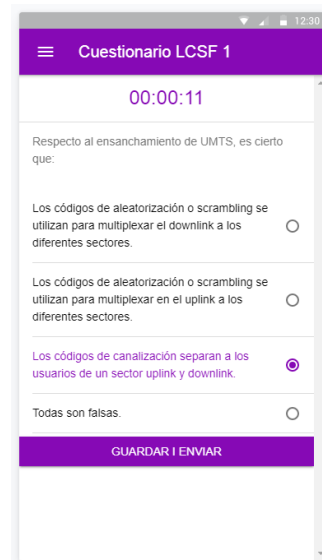 12:30
Cuestionario LCSF 1
00:00:11
Respecto al ensanchamiento de UMTS, es cierto
que:
Los códigos de aleatorización o scrambling se
utilizan para multiplexar el downlink a los
diferentes sectores.
Los códigos de aleatorización o scrambling se
utilizan para multiplexar en el uplink a los
diferentes sectores.
Los códigos de canalización separan a los
usuarios de un sector uplink y downlink.
Todas son falsas.
GUARDAR I ENVIAR